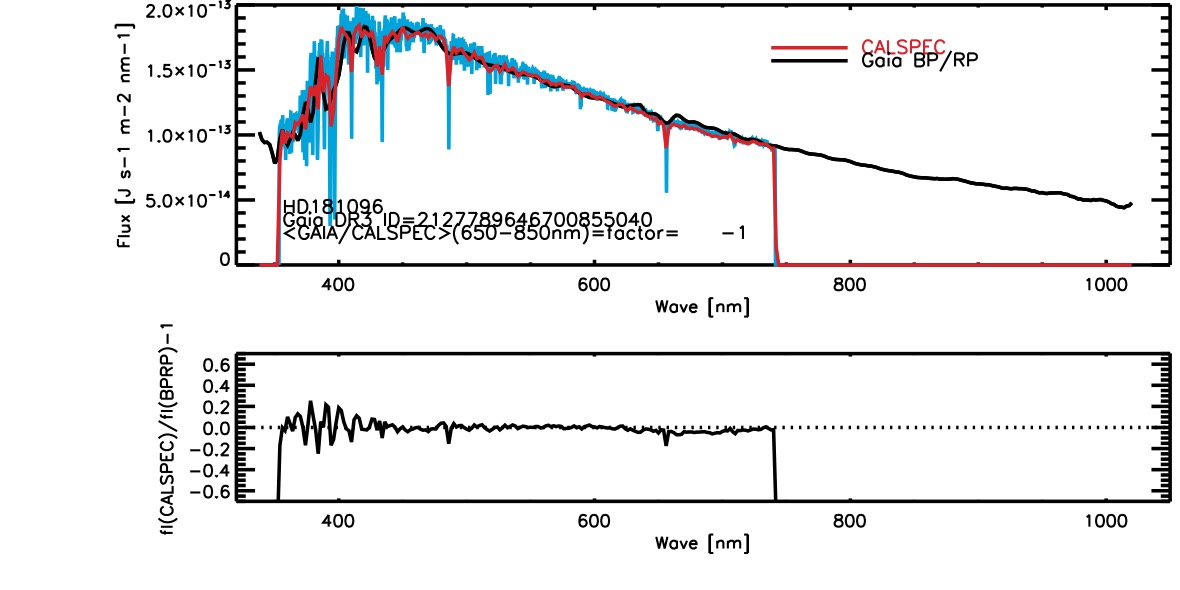 2.0×10−13
1.5×10−13
1.0×10−13
5.0×10−14
0
Flux [J s−1 m−2 nm−1]
CALSPEC
Gaia BP/RP
HD181096
Gaia DR3 ID=2127789646700855040
<GAIA/CALSPEC>(650−850nm)=factor= −1
400 600 800 1000
Wave [nm]
fl(CALSPEC)/fl(BPRP)−1
0.6
0.4
0.2
0.0
−0.2
−0.4
−0.6
400 600 800 1000
Wave [nm]